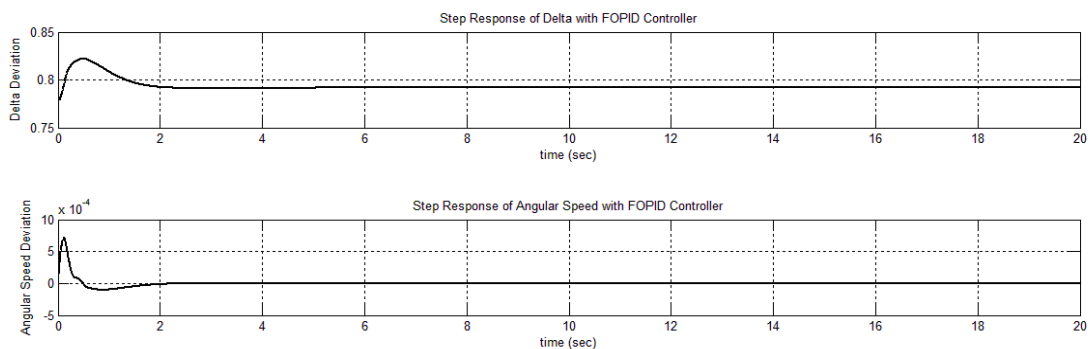 Step Response of Delta with FOPID Controller
0.85
0.8
0.75
Delta Deviation
0 2 4 6 8 10 12 14 16 18 20
time (sec)
Step Response of Angular Speed with FOPID Controller
x 10^-4
10
5
0
-5
Angular Speed Deviation
0 2 4 6 8 10 12 14 16 18 20
time (sec)